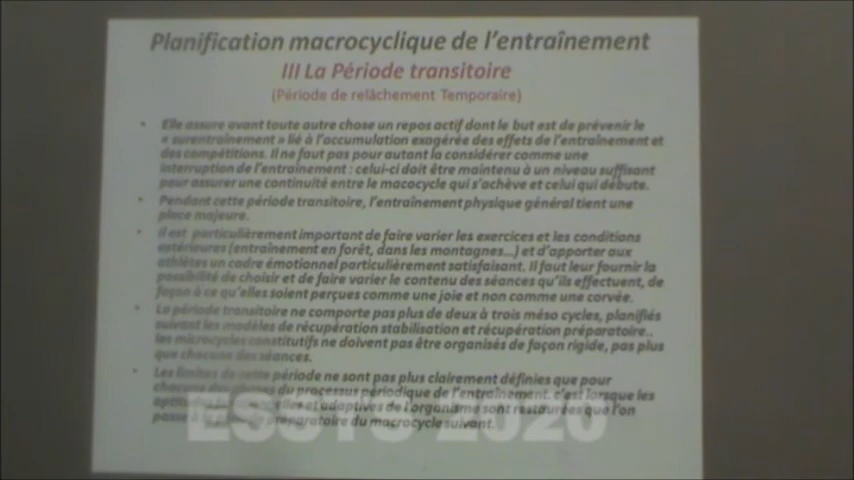 Planification macrocyclique de l'entraînement
III La Période transitoire
(Période de relâchement Temporaire)
• Elle assure avant toute autre chose un repos actif dont le but est de prévenir le
« surentraînement » lié à l'accumulation exagérée des effets de l'entraînement et
des compétitions. Il ne faut pas pour autant la considérer comme une
interruption de l'entraînement : celui-ci doit être maintenu à un niveau suffisant
pour assurer une continuité entre le macocycle qui s'achève et celui qui débute.
• Pendant cette période transitoire, l'entraînement physique général tient une
place majeure.
• il est particulièrement important de faire varier les exercices et les conditions
extérieures (entraînement en forêt, dans les montagnes...) et d'apporter aux
athlètes un cadre émotionnel particulièrement satisfaisant. Il faut leur fournir la
possibilité de choisir et de faire varier le contenu des séances qu'ils effectuent, de
façon à ce qu'elles soient perçues comme une joie et non comme une corvée.
• La période transitoire ne comporte pas plus de deux à trois méso cycles, planifiés
suivant les modèles de récupération stabilisation et récupération préparatoire..
les microcycles constitutifs ne doivent pas être organisés de façon rigide, pas plus
que chacune des séances.
• Les limites de cette période ne sont pas plus clairement définies que pour
chacune des du processus périodique de l'entraînement. c'est lorsque les
et adaptives de l'organisme sont restaurées que l'on
passe à préparatoire du macrocycle suivant.
ESSTS 2020